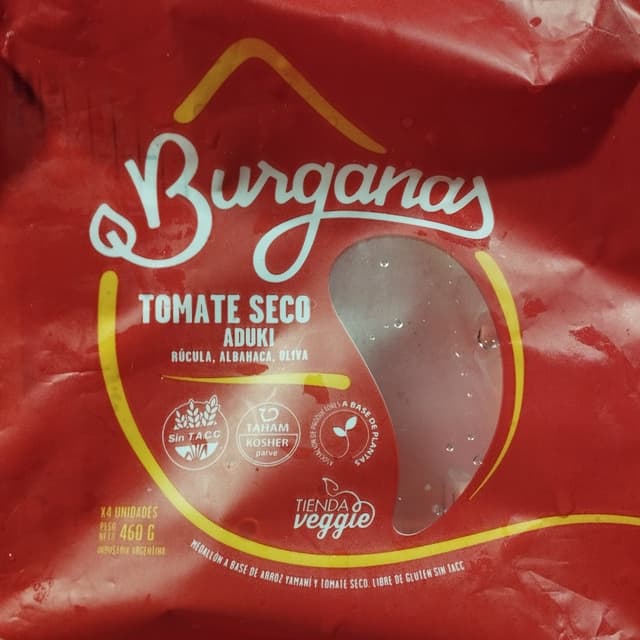 Burganas
TOMATE SECO
ADUKI
RÚCULA, ALBAHACA, OLIVA
Sin TACC
TAHAM
KOSHER
parve
A BASE DE PLANTAS
TIENDA
veggie
X4 UNIDADES
PESO
NETO 460 G
INDUSTRIA ARGENTINA
MEDALLÓN A BASE DE ARROZ YAMANÍ Y TOMATE SECO. LIBRE DE GLUTEN SIN TACC